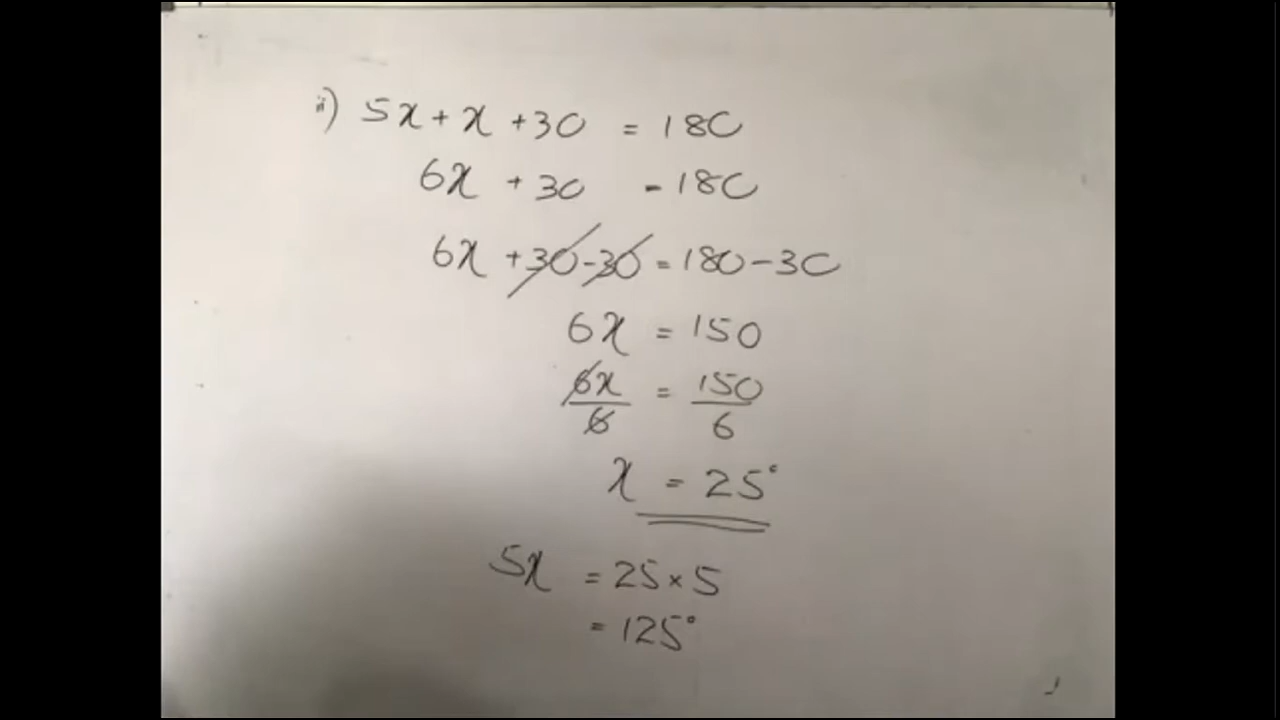 ii) 5x + x + 30 = 180
6x + 30 = 180
6x + 30 - 30 = 180 - 30
6x = 150
6x/6 = 150/6
x = 25°
5x = 25 × 5
= 125°